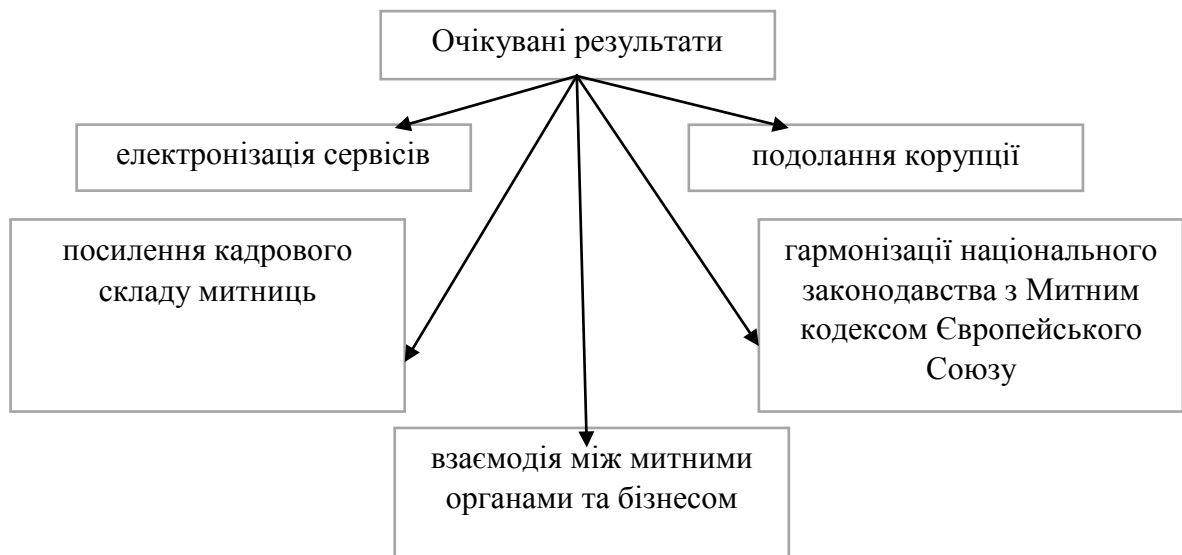 Очікувані результати
електронізація сервісів
подолання корупції
посилення кадрового
складу митниць
гармонізації національного
законодавства з Митним
кодексом Європейського
Союзу
взаємодія між митними
органами та бізнесом